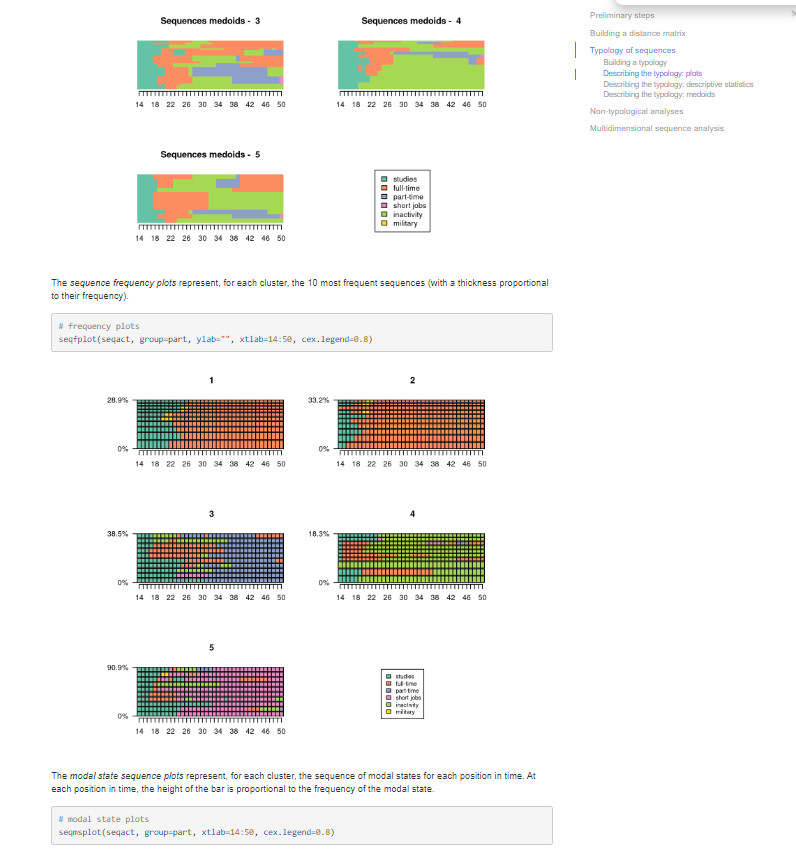 Sequences medoids - 3
Sequences medoids - 4
14 18 22 26 30 34 38 42 46 50
14 18 22 26 30 34 38 42 46 50
Sequences medoids - 5
14 18 22 26 30 34 38 42 46 50
studies
full-time
part-time
short jobs
inactivity
military
Preliminary steps
Building a distance matrix
Typology of sequences
Building a typology
Describing the typology: plots
Describing the typology: descriptive statistics
Describing the typology: medoids
Non-typological analyses
Multidimensional sequence analysis
The sequence frequency plots represent, for each cluster, the 10 most frequent sequences (with a thickness proportional
to their frequency).
# frequency plots
seqfplot(seqact, group=part, ylab="", xtlab=14:50, cex.legend=0.8)
1
28.9%
0%
14 18 22 26 30 34 38 42 46 50
2
33.2%
0%
14 18 22 26 30 34 38 42 46 50
3
38.5%
0%
14 18 22 26 30 34 38 42 46 50
4
18.3%
0%
14 18 22 26 30 34 38 42 46 50
5
90.9%
0%
14 18 22 26 30 34 38 42 46 50
studies
full-time
part-time
short jobs
inactivity
military
The modal state sequence plots represent, for each cluster, the sequence of modal states for each position in time. At
each position in time, the height of the bar is proportional to the frequency of the modal state.
# modal state plots
seqmsplot(seqact, group=part, xtlab=14:50, cex.legend=0.8)